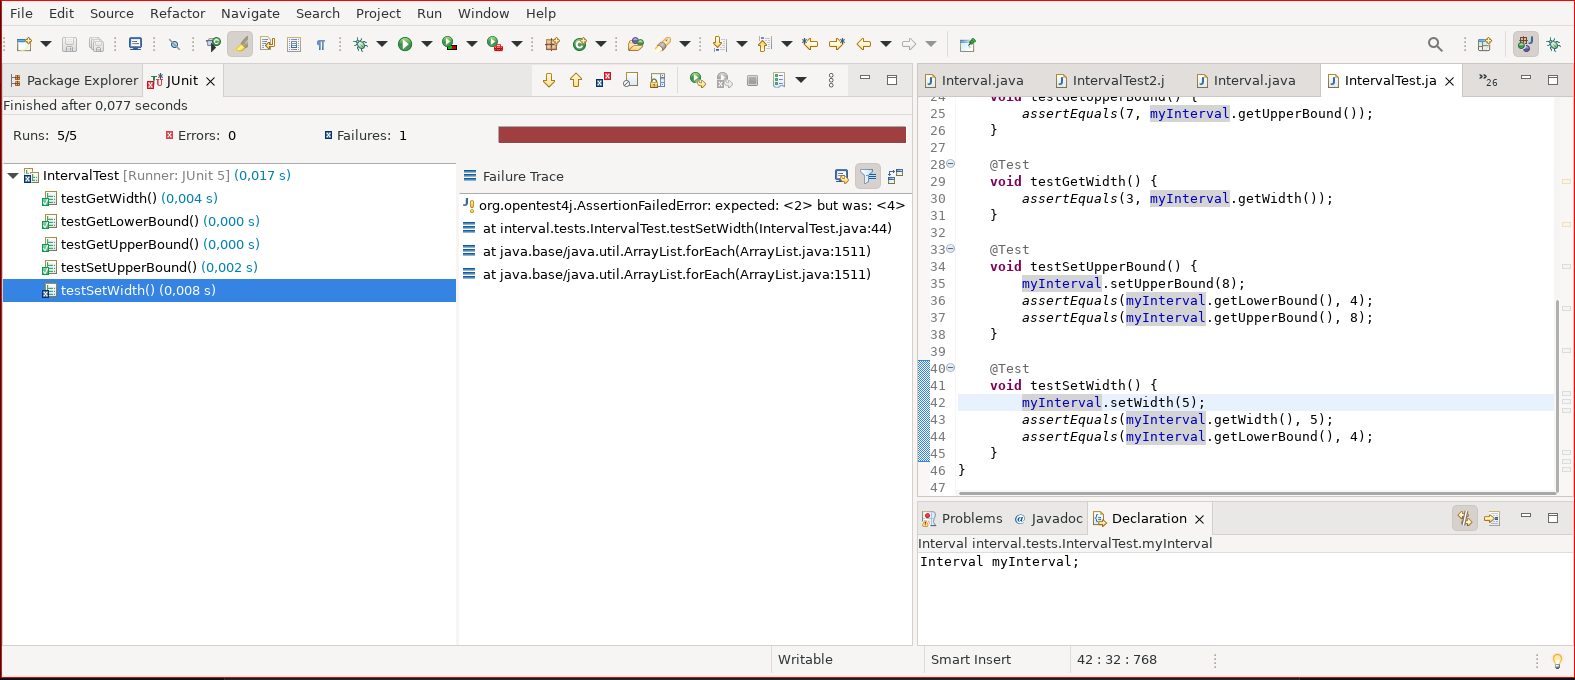 File Edit Source Refactor Navigate Search Project Run Window Help
Package Explorer JUnit
Finished after 0,077 seconds
Runs: 5/5 Errors: 0 Failures: 1
IntervalTest [Runner: JUnit 5] (0,017 s)
testGetWidth() (0,004 s)
testGetLowerBound() (0,000 s)
testGetUpperBound() (0,000 s)
testSetUpperBound() (0,002 s)
testSetWidth() (0,008 s)
Failure Trace
org.opentest4j.AssertionFailedError: expected: <2> but was: <4>
at interval.tests.IntervalTest.testSetWidth(IntervalTest.java:44)
at java.base/java.util.ArrayList.forEach(ArrayList.java:1511)
at java.base/java.util.ArrayList.forEach(ArrayList.java:1511)
Interval.java IntervalTest2.j Interval.java IntervalTest.ja »26
24 void testGetUpperBound() {
25 assertEquals(7, myInterval.getUpperBound());
26 }
27
28 @Test
29 void testGetWidth() {
30 assertEquals(3, myInterval.getWidth());
31 }
32
33 @Test
34 void testSetUpperBound() {
35 myInterval.setUpperBound(8);
36 assertEquals(myInterval.getLowerBound(), 4);
37 assertEquals(myInterval.getUpperBound(), 8);
38 }
39
40 @Test
41 void testSetWidth() {
42 myInterval.setWidth(5);
43 assertEquals(myInterval.getWidth(), 5);
44 assertEquals(myInterval.getLowerBound(), 4);
45 }
46 }
47
Problems Javadoc Declaration
Interval interval.tests.IntervalTest.myInterval
Interval myInterval;
Writable Smart Insert 42 : 32 : 768